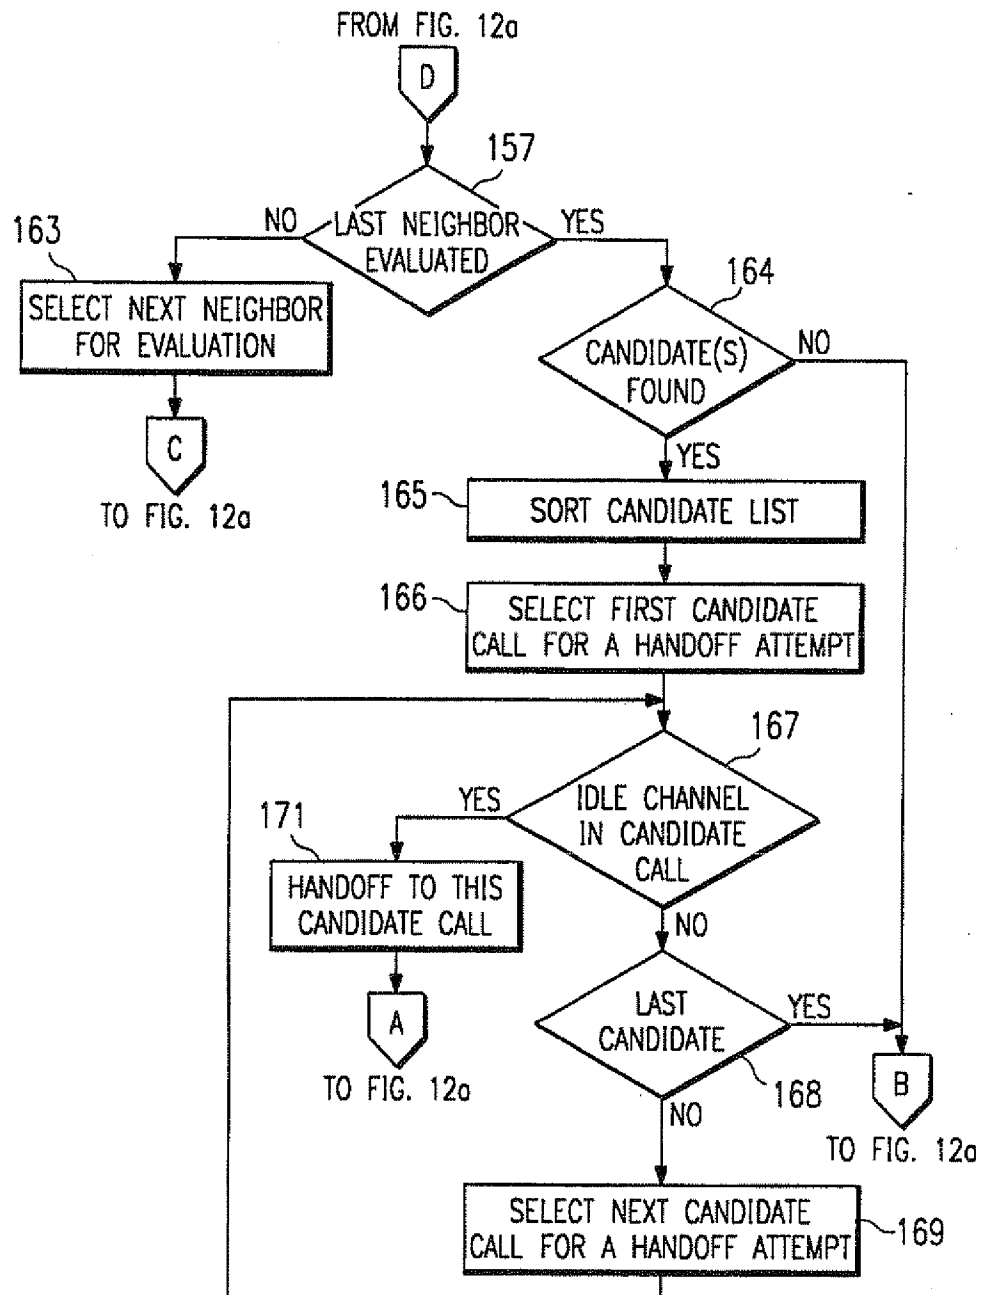 FROM FIG. 12a
D
157
NO
LAST NEIGHBOR
EVALUATED
YES
163
SELECT NEXT NEIGHBOR
FOR EVALUATION
C
TO FIG. 12a
164
CANDIDATE(S)
FOUND
NO
YES
165
SORT CANDIDATE LIST
166
SELECT FIRST CANDIDATE
CALL FOR A HANDOFF ATTEMPT
167
YES
IDLE CHANNEL
IN CANDIDATE
CALL
171
HANDOFF TO THIS
CANDIDATE CALL
A
TO FIG. 12a
NO
LAST
CANDIDATE
YES
168
B
TO FIG. 12a
NO
SELECT NEXT CANDIDATE
CALL FOR A HANDOFF ATTEMPT
169